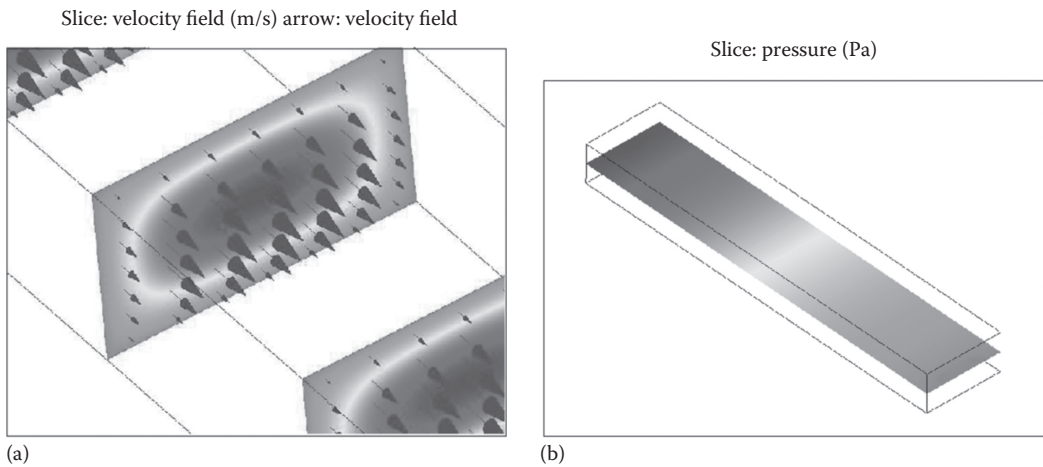 Slice: velocity field (m/s) arrow: velocity field
Slice: pressure (Pa)
(a)
(b)